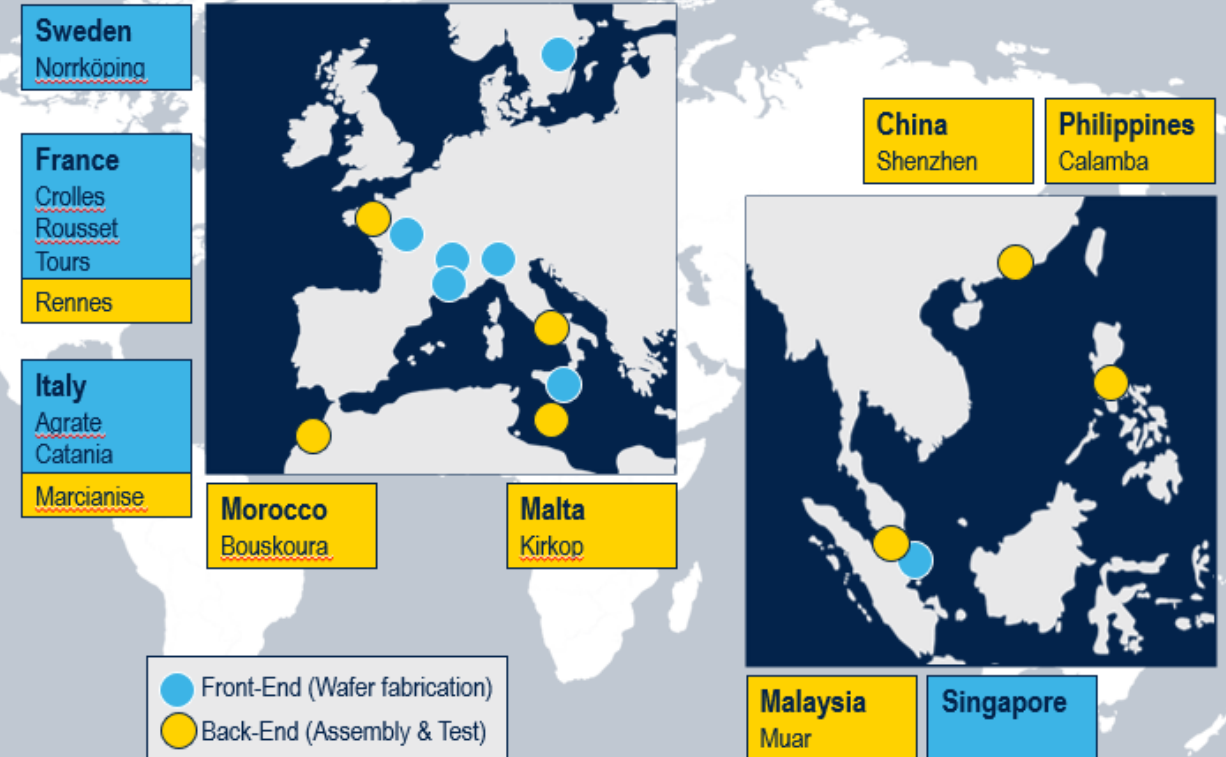 Sweden
Norrköping
France
Crolles
Rousset
Tours
Rennes
Italy
Agrate
Catania
Marcianise
Morocco
Bouskoura
Malta
Kirkop
Front-End (Wafer fabrication)
Back-End (Assembly & Test)
China
Shenzhen
Philippines
Calamba
Malaysia
Muar
Singapore